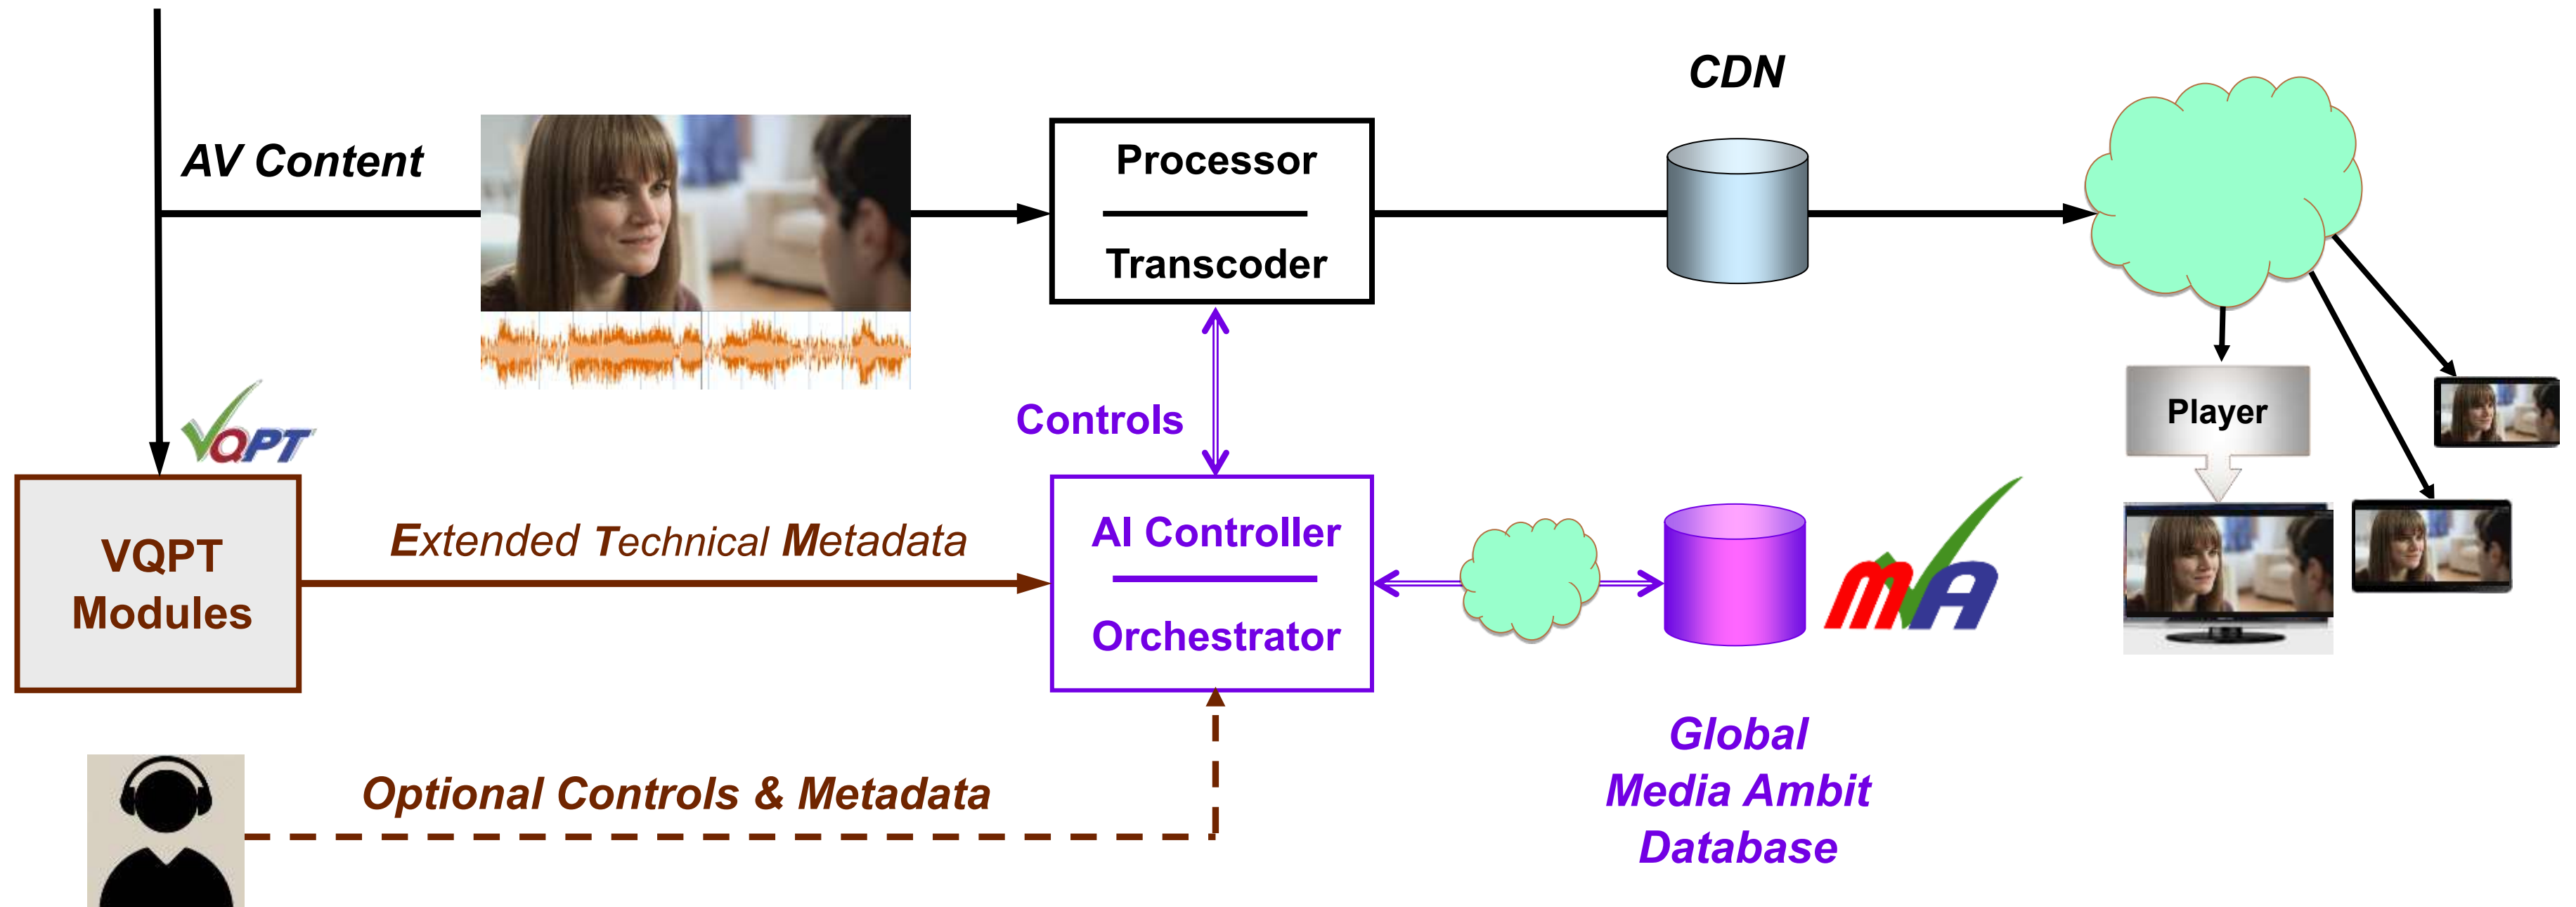 CDN
AV Content
Processor
Transcoder
Controls
Player
VQPT
VQPT
Modules
Extended Technical Metadata
AI Controller
Orchestrator
MA
Optional Controls & Metadata
Global
Media Ambit
Database